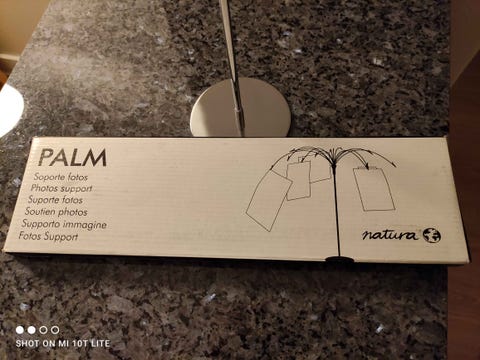 PALM
Soporte fotos
Photos support
Suporte fotos
Soutien photos
Supporto immagine
Fotos Support
natura
SHOT ON MI 10T LITE